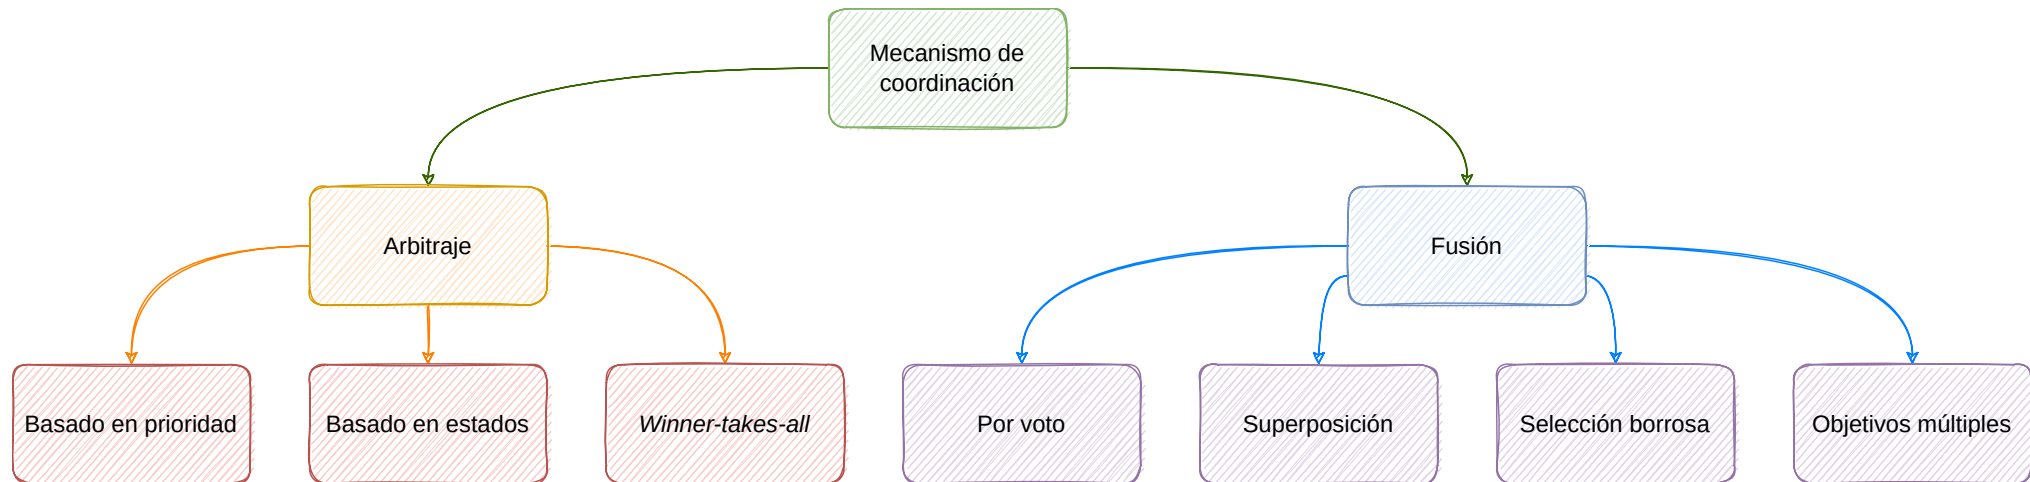 Mecanismo de
coordinación
Arbitraje
Fusión
Basado en prioridad
Basado en estados
Winner-takes-all
Por voto
Superposición
Selección borrosa
Objetivos múltiples